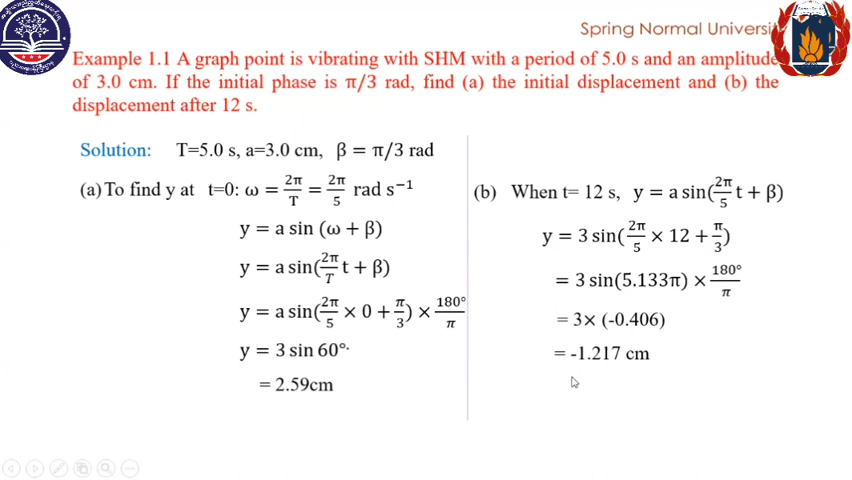 Spring Normal Universi
Example 1.1 A graph point is vibrating with SHM with a period of 5.0 s and an amplitude
of 3.0 cm. If the initial phase is π/3 rad, find (a) the initial displacement and (b) the
displacement after 12 s.
Solution: T=5.0 s, a=3.0 cm, β = π/3 rad
(a) To find y at t=0: ω = 2π/T = 2π/5 rad s⁻¹
y = a sin (ω + β)
y = a sin(2π/T t + β)
y = a sin(2π/5 × 0 + π/3) × 180°/π
y = 3 sin 60°·
= 2.59cm
(b) When t= 12 s, y = a sin(2π/5 t + β)
y = 3 sin(2π/5 × 12 + π/3)
= 3 sin(5.133π) × 180°/π
= 3× (-0.406)
= -1.217 cm